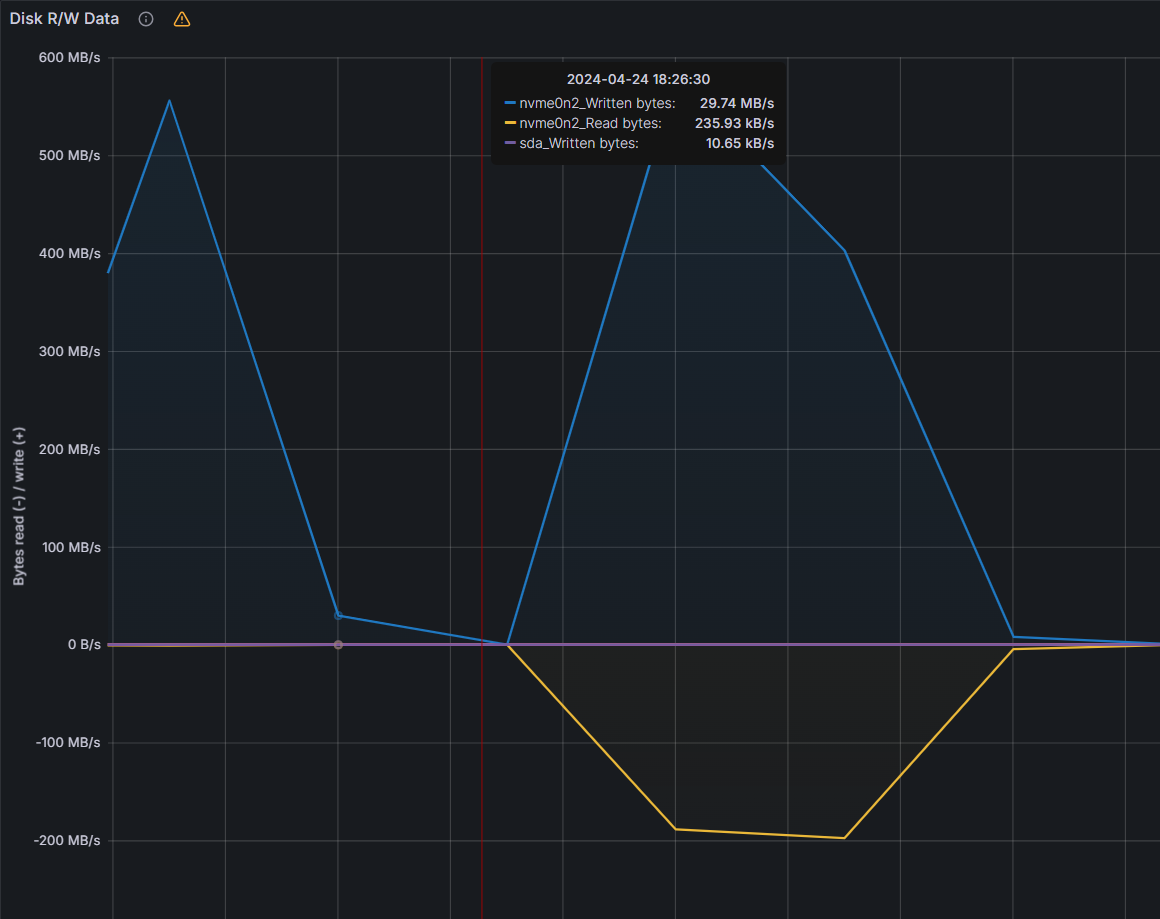 Disk R/W Data
600 MB/s
500 MB/s
400 MB/s
300 MB/s
200 MB/s
100 MB/s
0 B/s
-100 MB/s
-200 MB/s
Bytes read (-) / write (+)
2024-04-24 18:26:30
nvme0n2_Written bytes: 29.74 MB/s
nvme0n2_Read bytes: 235.93 kB/s
sda_Written bytes: 10.65 kB/s